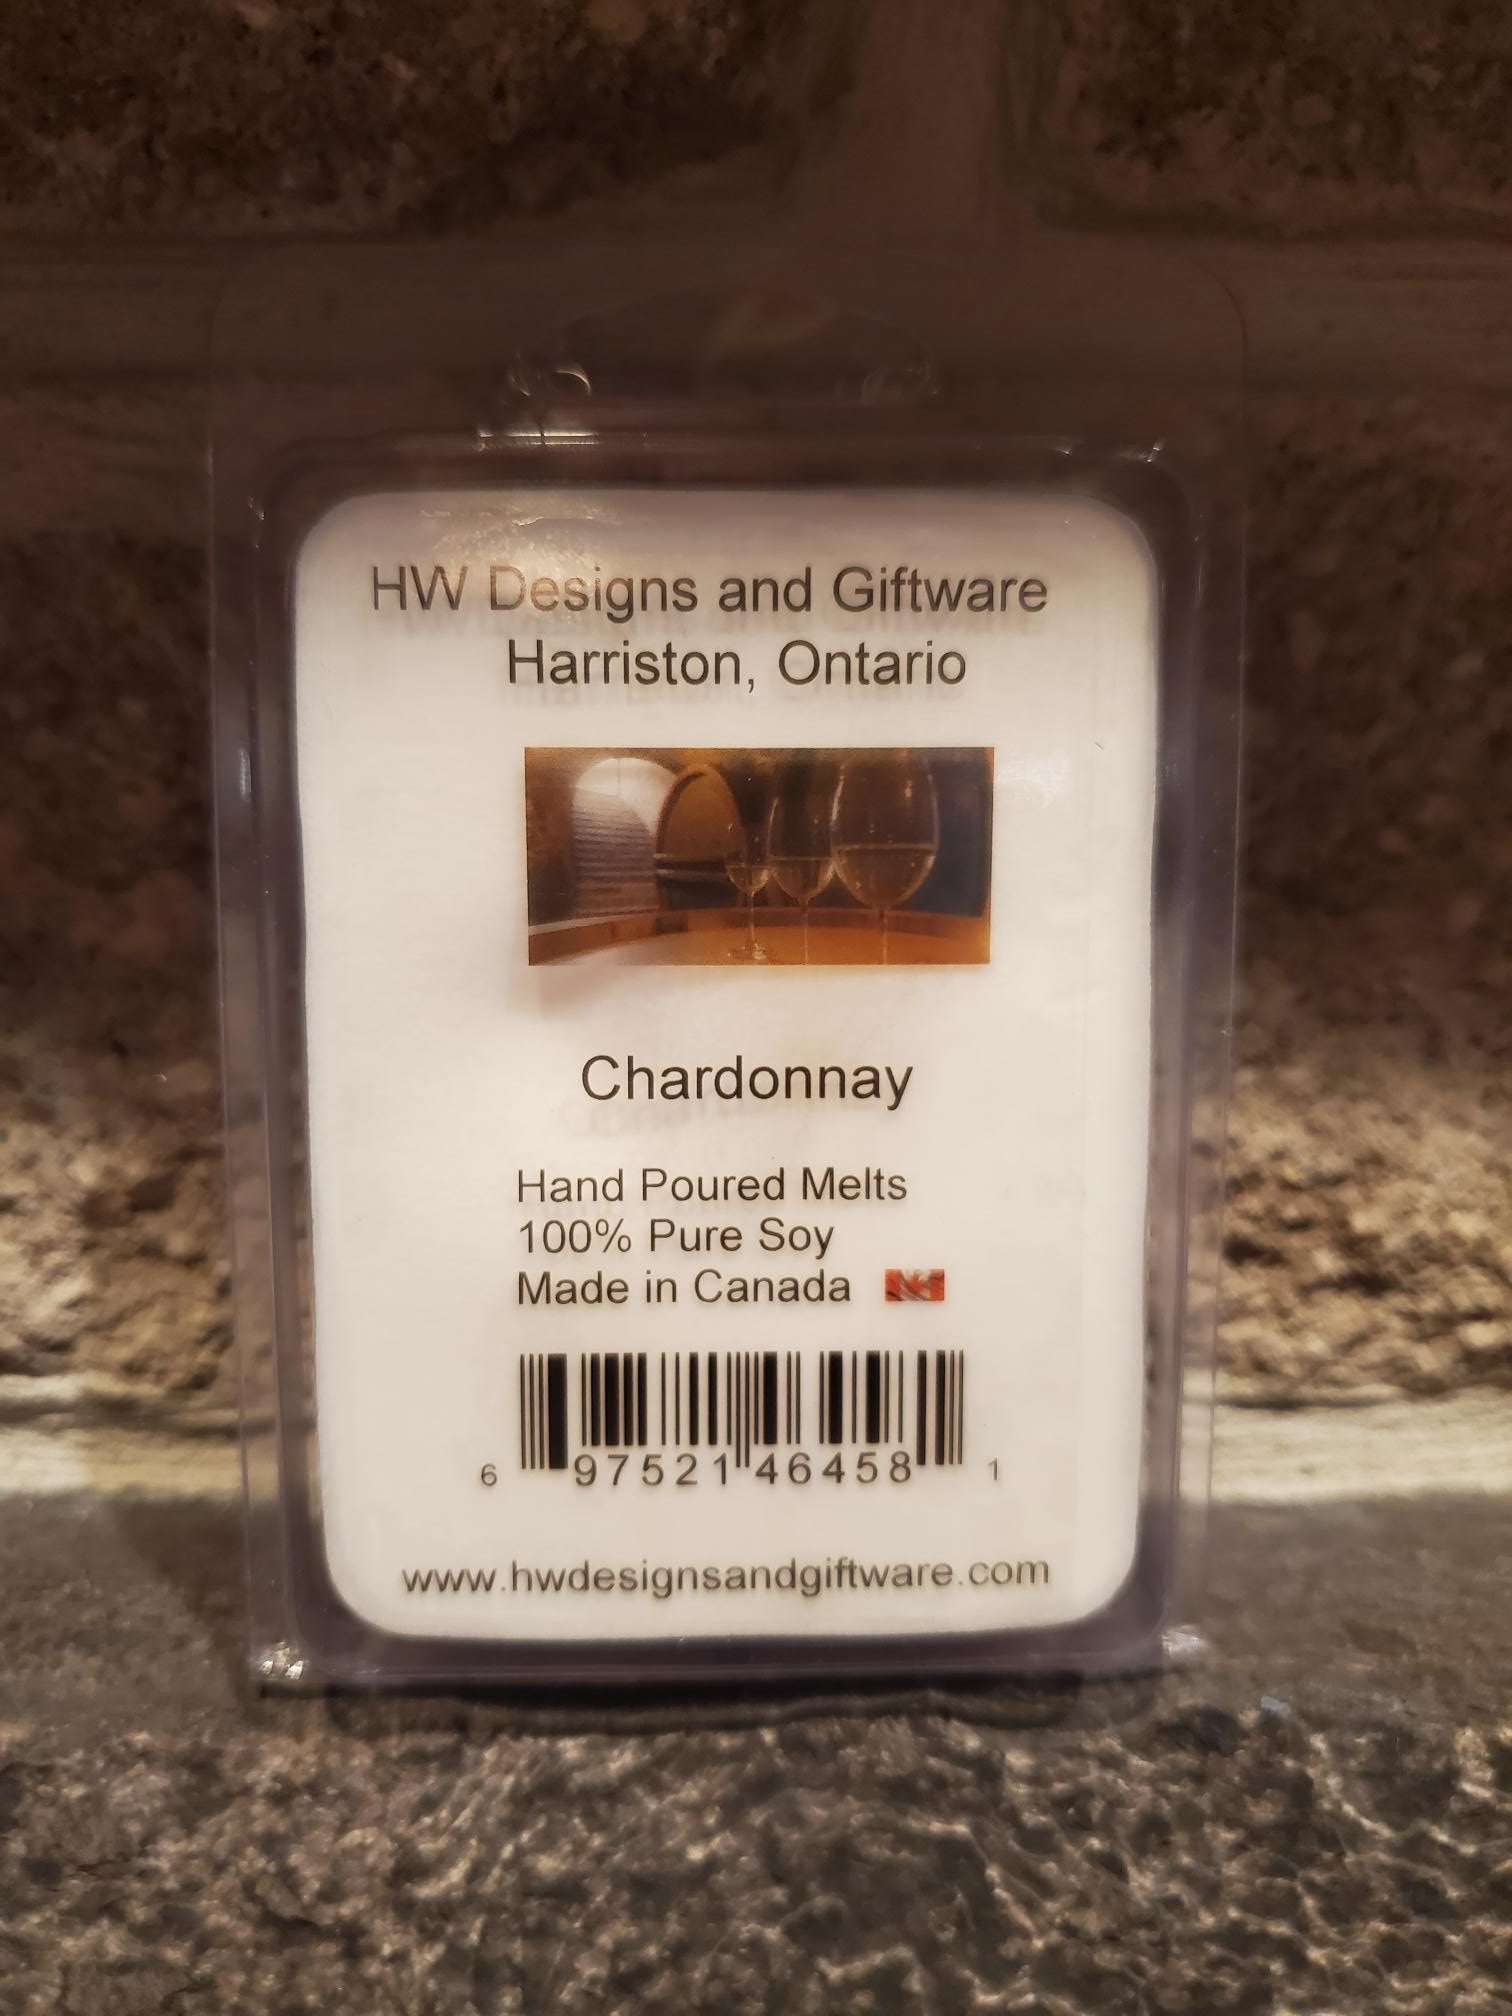 HW Designs and Giftware
Harriston, Ontario
Chardonnay
Hand Poured Melts
100% Pure Soy
Made in Canada
6 97521 46458 1
www.hwdesignsandgiftware.com